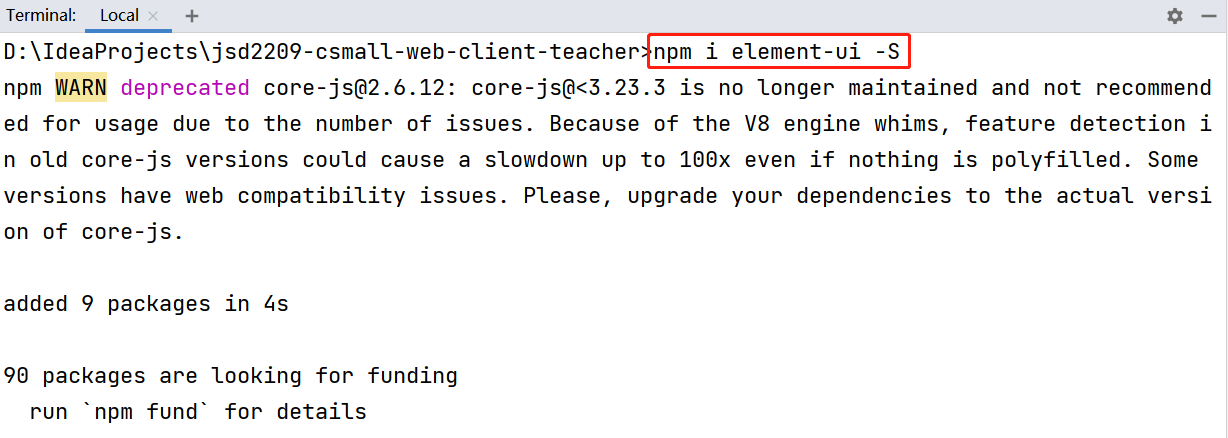 Terminal: Local × +
D:\IdeaProjects\jsd2209-csmall-web-client-teacher>npm i element-ui -S
npm WARN deprecated core-js@2.6.12: core-js@<3.23.3 is no longer maintained and not recommend
ed for usage due to the number of issues. Because of the V8 engine whims, feature detection i
n old core-js versions could cause a slowdown up to 100x even if nothing is polyfilled. Some
versions have web compatibility issues. Please, upgrade your dependencies to the actual versi
on of core-js.
added 9 packages in 4s
90 packages are looking for funding
run `npm fund` for details